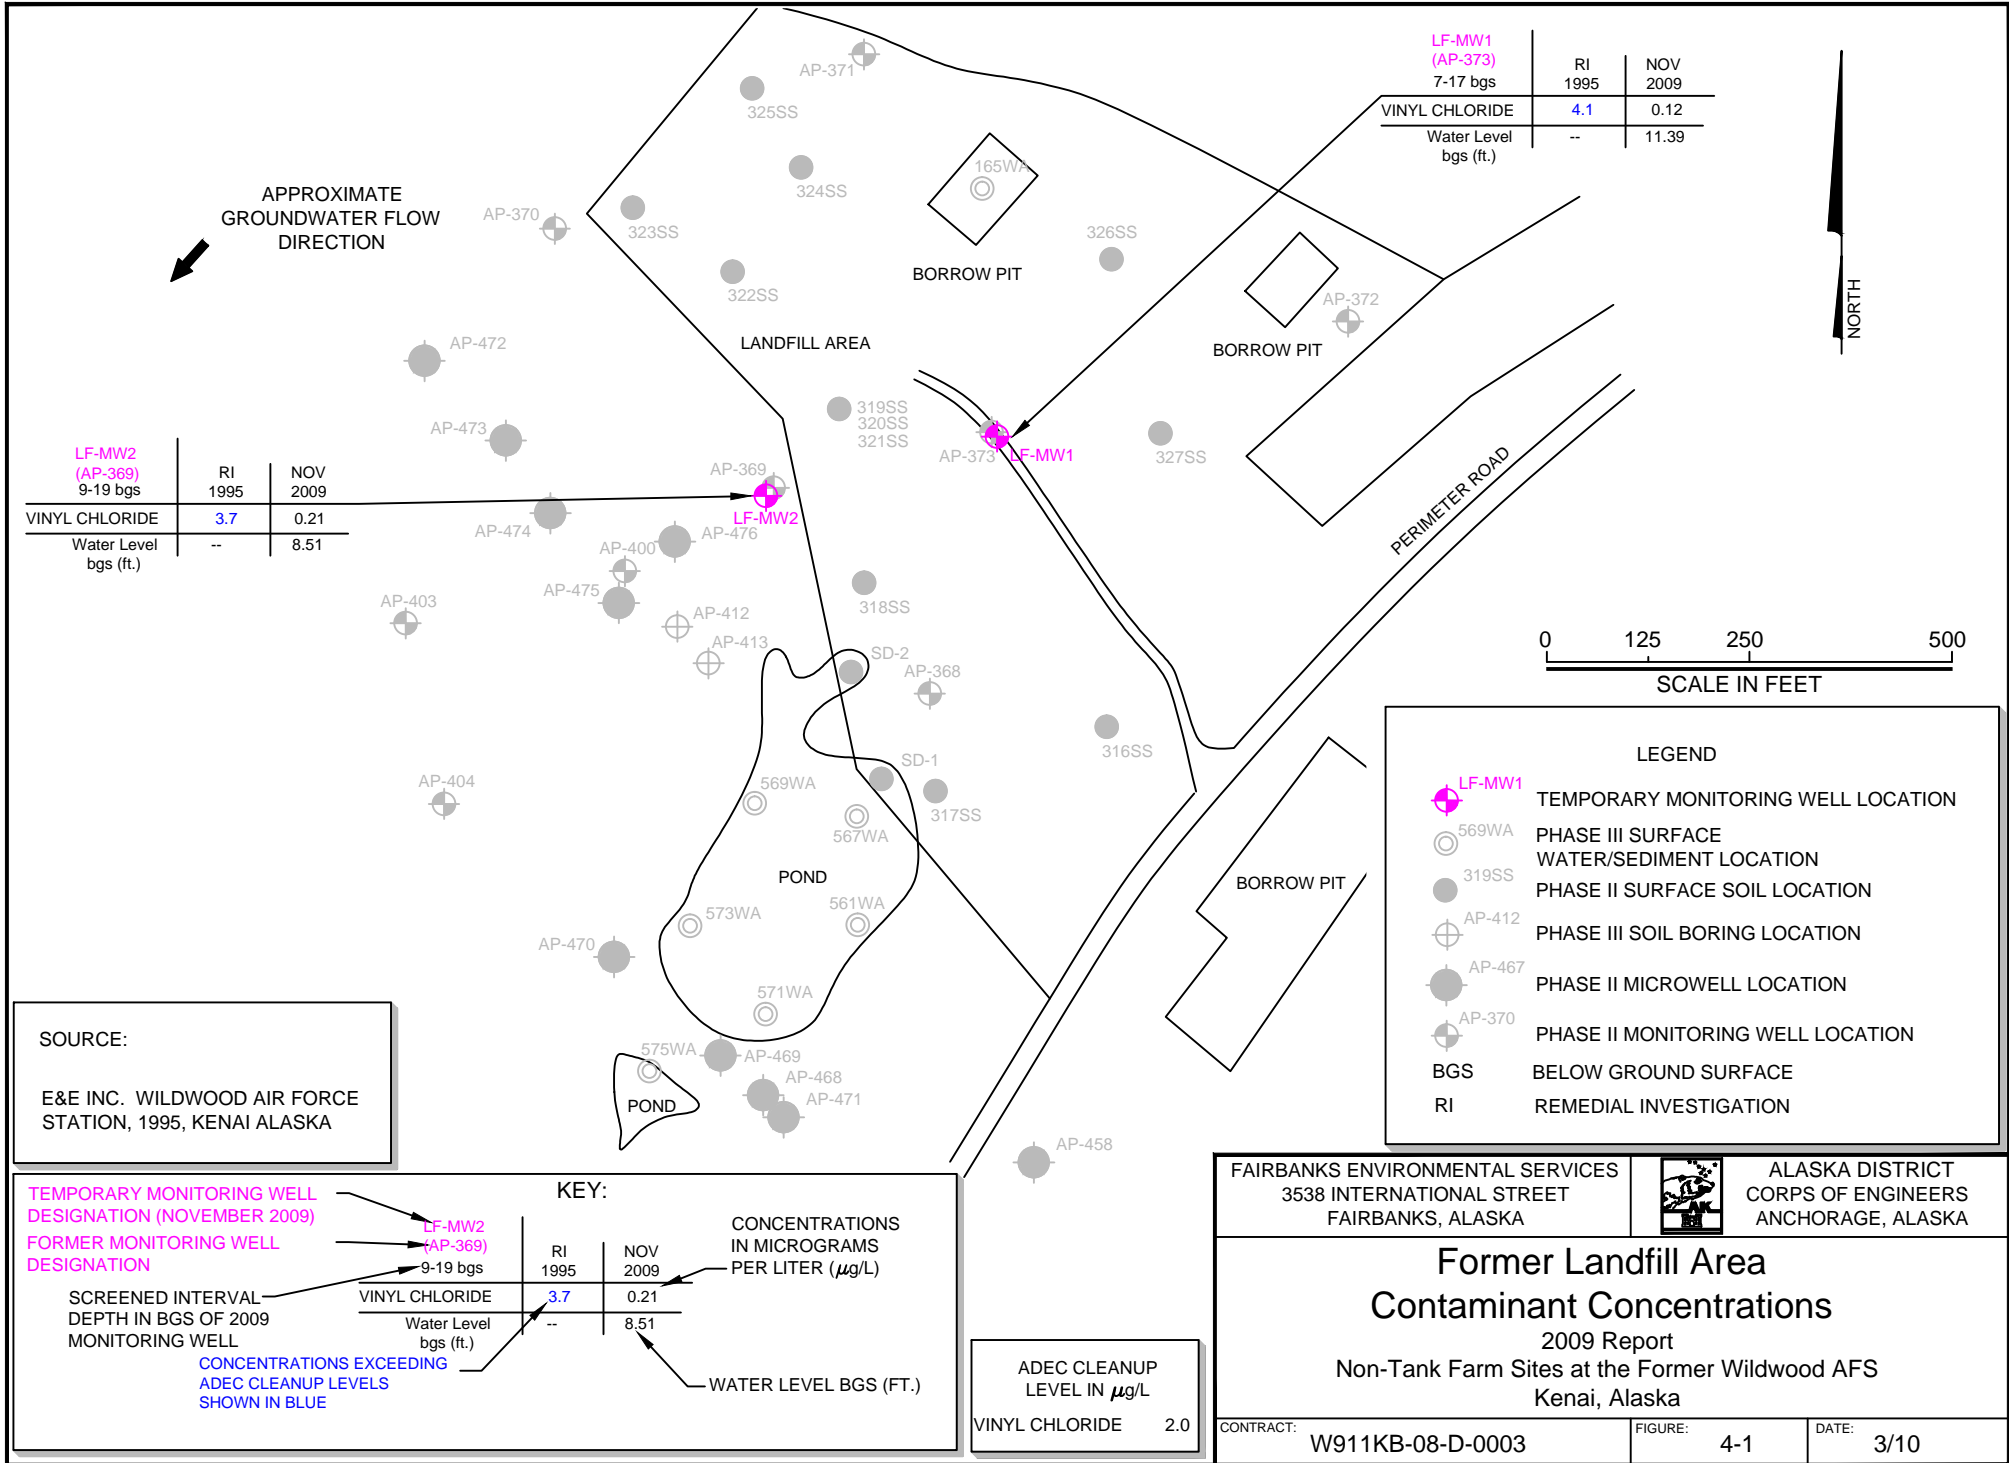 LF-MW1
(AP-373)
7-17 bgs
RI
1995
NOV
2009
VINYL CHLORIDE
4.1
0.12
Water Level
bgs (ft.)
--
11.39
AP-371
325SS
324SS
165WA
APPROXIMATE
GROUNDWATER FLOW
DIRECTION
AP-370
323SS
322SS
326SS
BORROW PIT
AP-372
BORROW PIT
NORTH
LANDFILL AREA
AP-472
319SS
320SS
321SS
AP-473
AP-373
LF-MW1
327SS
PERIMETER ROAD
LF-MW2
(AP-369)
9-19 bgs
RI
1995
NOV
2009
VINYL CHLORIDE
3.7
0.21
Water Level
bgs (ft.)
--
8.51
AP-369
LF-MW2
AP-474
AP-476
AP-400
AP-475
318SS
AP-403
AP-412
AP-413
SD-2
AP-368
316SS
SD-1
317SS
AP-404
569WA
567WA
POND
573WA
561WA
AP-470
571WA
575WA
AP-469
AP-468
AP-471
POND
AP-458
BORROW PIT
0
125
250
500
SCALE IN FEET
LEGEND
LF-MW1
TEMPORARY MONITORING WELL LOCATION
569WA
PHASE III SURFACE
WATER/SEDIMENT LOCATION
319SS
PHASE II SURFACE SOIL LOCATION
AP-412
PHASE III SOIL BORING LOCATION
AP-467
PHASE II MICROWELL LOCATION
AP-370
PHASE II MONITORING WELL LOCATION
BGS
BELOW GROUND SURFACE
RI
REMEDIAL INVESTIGATION
SOURCE:
E&E INC. WILDWOOD AIR FORCE
STATION, 1995, KENAI ALASKA
KEY:
TEMPORARY MONITORING WELL
DESIGNATION (NOVEMBER 2009)
FORMER MONITORING WELL
DESIGNATION
SCREENED INTERVAL
DEPTH IN BGS OF 2009
MONITORING WELL
CONCENTRATIONS EXCEEDING
ADEC CLEANUP LEVELS
SHOWN IN BLUE
LF-MW2
(AP-369)
9-19 bgs
RI
1995
NOV
2009
VINYL CHLORIDE
3.7
0.21
Water Level
bgs (ft.)
--
8.51
CONCENTRATIONS
IN MICROGRAMS
PER LITER (µg/L)
WATER LEVEL BGS (FT.)
ADEC CLEANUP
LEVEL IN µg/L
VINYL CHLORIDE 2.0
FAIRBANKS ENVIRONMENTAL SERVICES
3538 INTERNATIONAL STREET
FAIRBANKS, ALASKA
AK
ALASKA DISTRICT
CORPS OF ENGINEERS
ANCHORAGE, ALASKA
Former Landfill Area
Contaminant Concentrations
2009 Report
Non-Tank Farm Sites at the Former Wildwood AFS
Kenai, Alaska
CONTRACT:
W911KB-08-D-0003
FIGURE:
4-1
DATE:
3/10